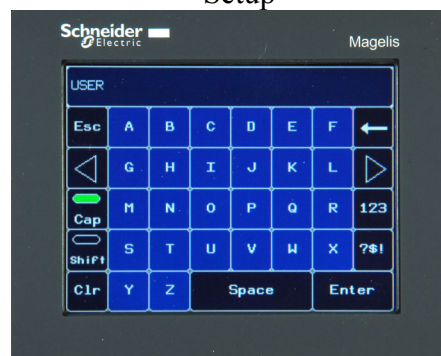 Setup
Schneider
Electric
Magelis
USER
Esc A B C D E F
G H I J K L
Cap M N O P Q R 123
Shift S T U V W X ?$!
Clr Y Z Space Enter